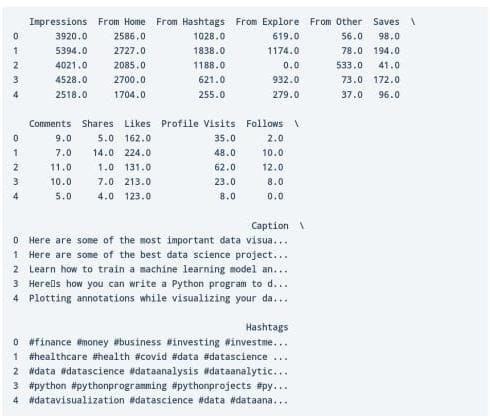 Impressions From Home From Hashtags From Explore From Other Saves \
0 3920.0 2586.0 1028.0 619.0 56.0 98.0
1 5394.0 2727.0 1838.0 1174.0 78.0 194.0
2 4021.0 2085.0 1188.0 0.0 533.0 41.0
3 4528.0 2700.0 621.0 932.0 73.0 172.0
4 2518.0 1704.0 255.0 279.0 37.0 96.0
Comments Shares Likes Profile Visits Follows \
0 9.0 5.0 162.0 35.0 2.0
1 7.0 14.0 224.0 48.0 10.0
2 11.0 1.0 131.0 62.0 12.0
3 10.0 7.0 213.0 23.0 8.0
4 5.0 4.0 123.0 8.0 0.0
Caption \
0 Here are some of the most important data visua...
1 Here are some of the best data science project...
2 Learn how to train a machine learning model an...
3 Here▯s how you can write a Python program to d...
4 Plotting annotations while visualizing your da...
Hashtags
0 #finance #money #business #investing #investme...
1 #healthcare #health #covid #data #datascience ...
2 #data #datascience #dataanalysis #dataanalytic...
3 #python #pythonprogramming #pythonprojects #py...
4 #datavisualization #datascience #data #dataana...